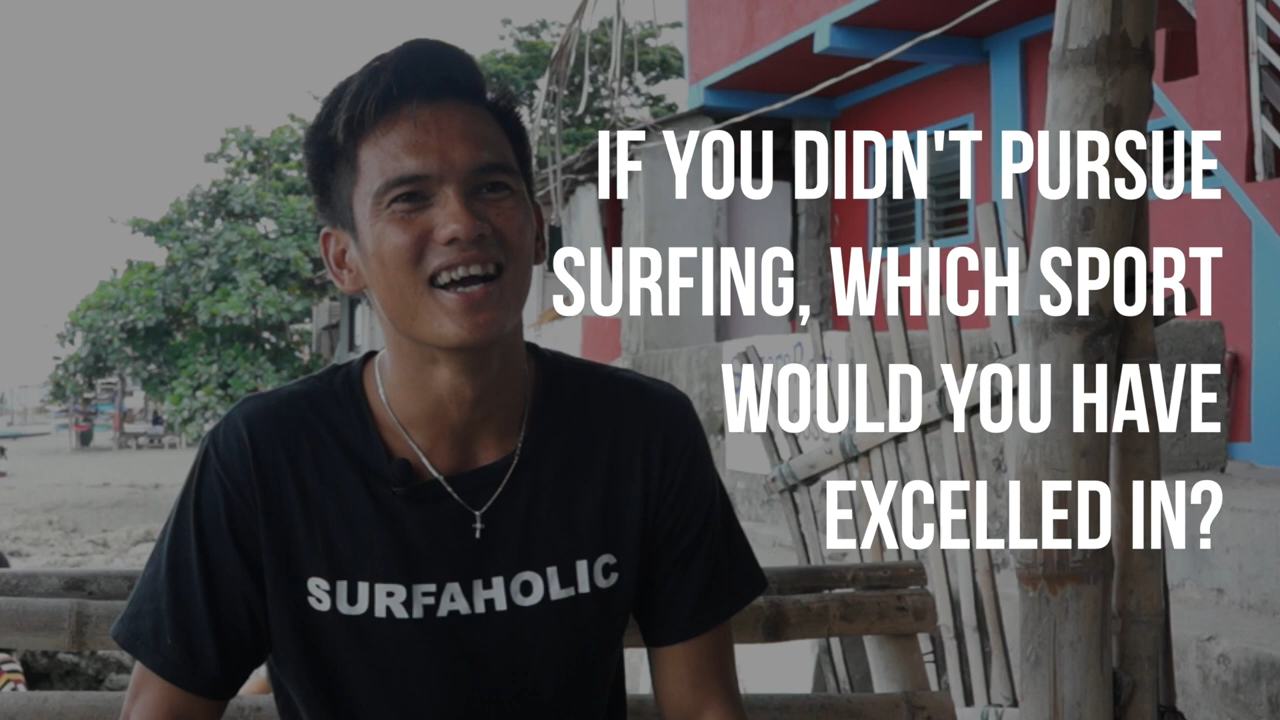 IF YOU DIDN'T PURSUE
SURFING, WHICH SPORT
WOULD YOU HAVE
EXCELLED IN?
SURFAHOLIC